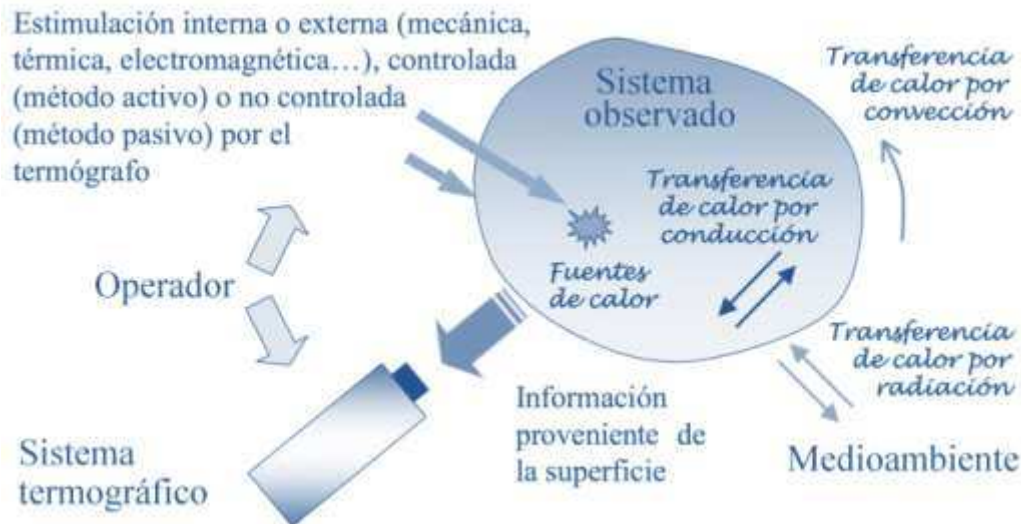 Estimulación interna o externa (mecánica,
térmica, electromagnética…), controlada
(método activo) o no controlada
(método pasivo) por el
termógrafo
Sistema
observado
Transferencia
de calor por
convección
Transferencia
de calor por
conducción
Fuentes
de calor
Operador
Transferencia
de calor por
radiación
Información
proveniente de
la superficie
Medioambiente
Sistema
termográfico